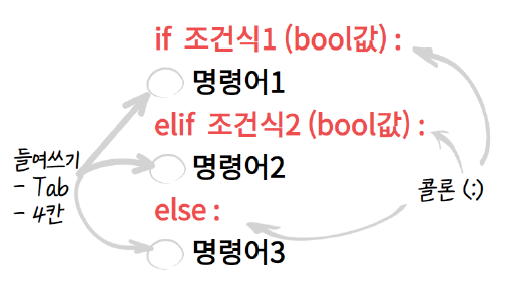 if 조건식1 (bool값) :
명령어1
elif 조건식2 (bool값) :
명령어2
else :
명령어3
들여쓰기
- Tab
- 4칸
콜론 (:)